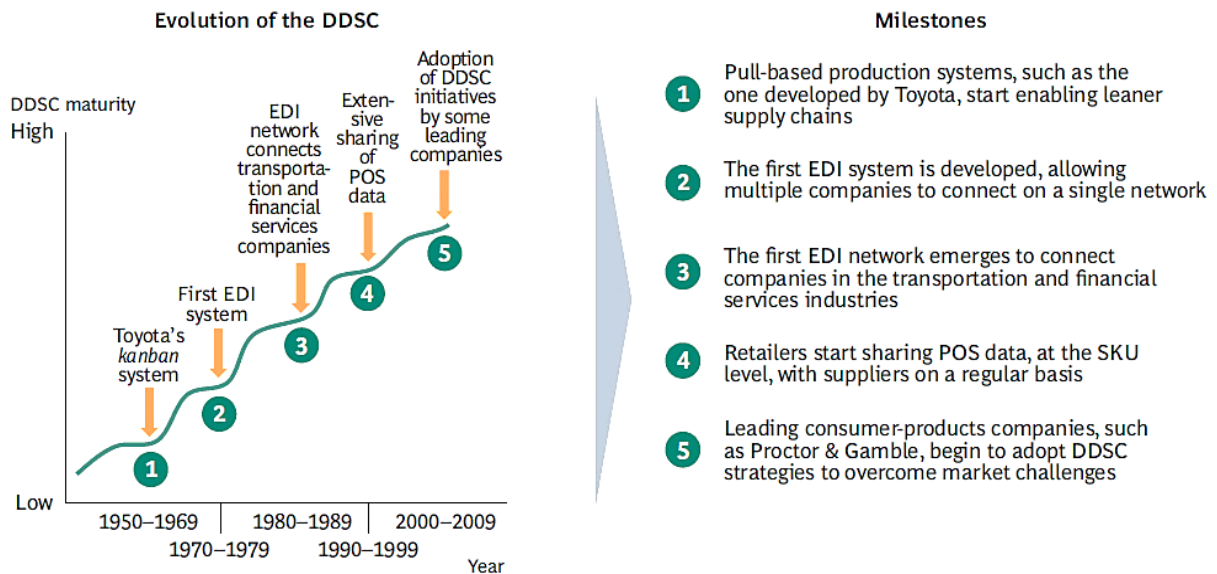 Evolution of the DDSC
DDSC maturity
High
Low
Toyota's
kanban
system
First EDI
system
EDI
network
connects
transporta-
tion and
financial
services
companies
Exten-
sive
sharing
of
POS
data
Adoption
of DDSC
initiatives
by some
leading
companies
1
2
3
4
5
1950–1969
1970–1979
1980–1989
1990–1999
2000–2009
Year
Milestones
1
Pull-based production systems, such as the
one developed by Toyota, start enabling leaner
supply chains
2
The first EDI system is developed, allowing
multiple companies to connect on a single network
3
The first EDI network emerges to connect
companies in the transportation and financial
services industries
4
Retailers start sharing POS data, at the SKU
level, with suppliers on a regular basis
5
Leading consumer-products companies, such
as Proctor & Gamble, begin to adopt DDSC
strategies to overcome market challenges